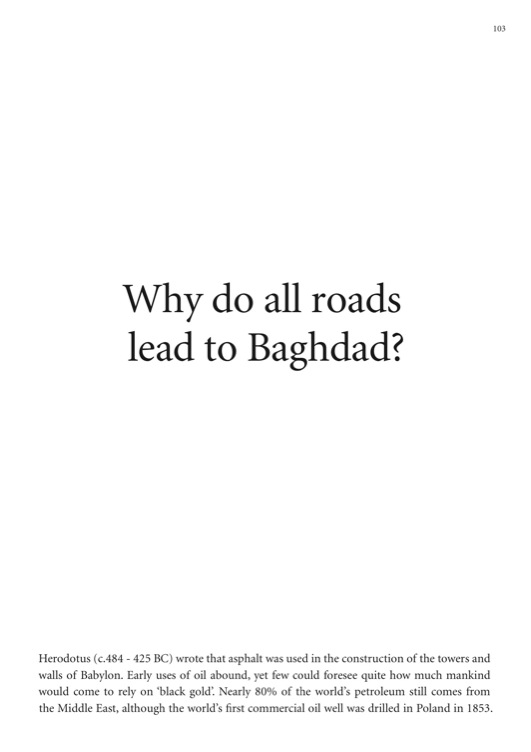 103
Why do all roads
lead to Baghdad?
Herodotus (c.484 - 425 BC) wrote that asphalt was used in the construction of the towers and
walls of Babylon. Early uses of oil abound, yet few could foresee quite how much mankind
would come to rely on ‘black gold’. Nearly 80% of the world’s petroleum still comes from
the Middle East, although the world’s first commercial oil well was drilled in Poland in 1853.